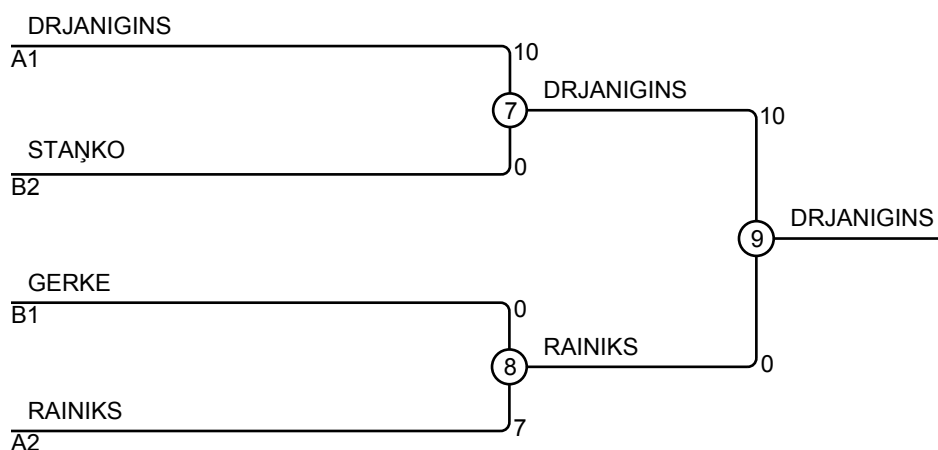 DRJANIGINS
A1
10
7
DRJANIGINS
10
STAŅKO
B2
0
9
DRJANIGINS
GERKE
B1
0
8
RAINIKS
0
RAINIKS
A2
7